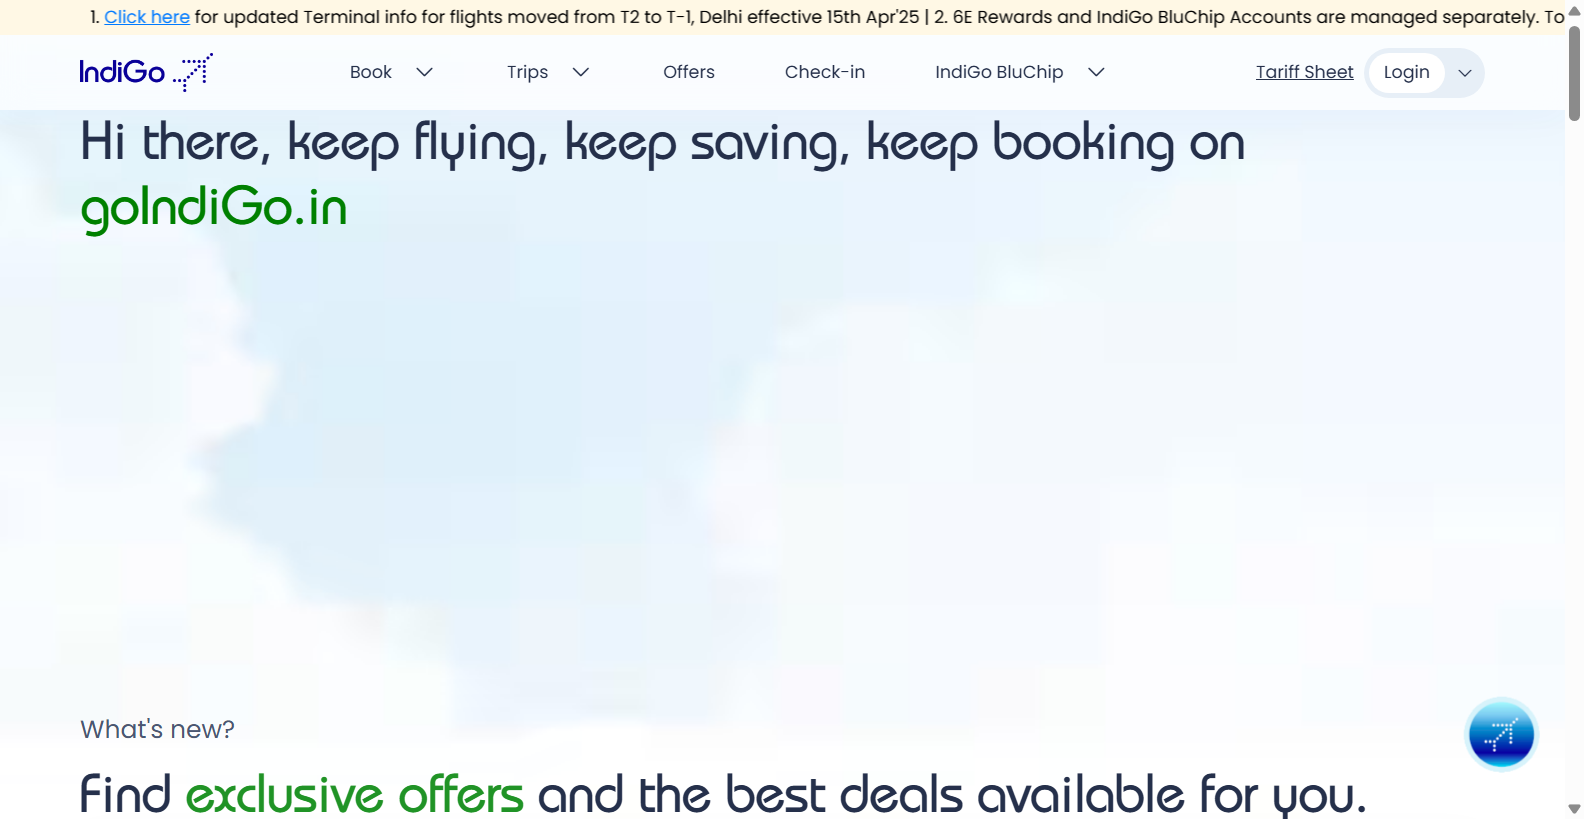 1. Click here for updated Terminal info for flights moved from T2 to T-1, Delhi effective 15th Apr'25 | 2. 6E Rewards and IndiGo BluChip Accounts are managed separately. To
IndiGo Book Trips Offers Check-in IndiGo BluChip Tariff Sheet Login
Hi there, keep flying, keep saving, keep booking on
goIndiGo.in
What's new?
Find exclusive offers and the best deals available for you.